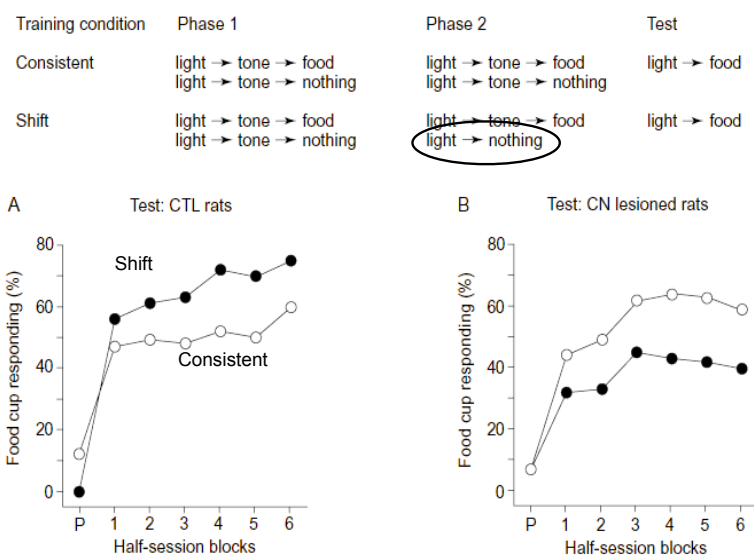 Training condition Phase 1 Phase 2 Test
Consistent light → tone → food light → tone → food light → food
light → tone → nothing light → tone → nothing
Shift light → tone → food light → tone → food light → food
light → tone → nothing light → nothing
A Test: CTL rats
80
60
40
20
0
Food cup responding (%)
Shift
Consistent
P 1 2 3 4 5 6
Half-session blocks
B Test: CN lesioned rats
80
60
40
20
0
Food cup responding (%)
P 1 2 3 4 5 6
Half-session blocks